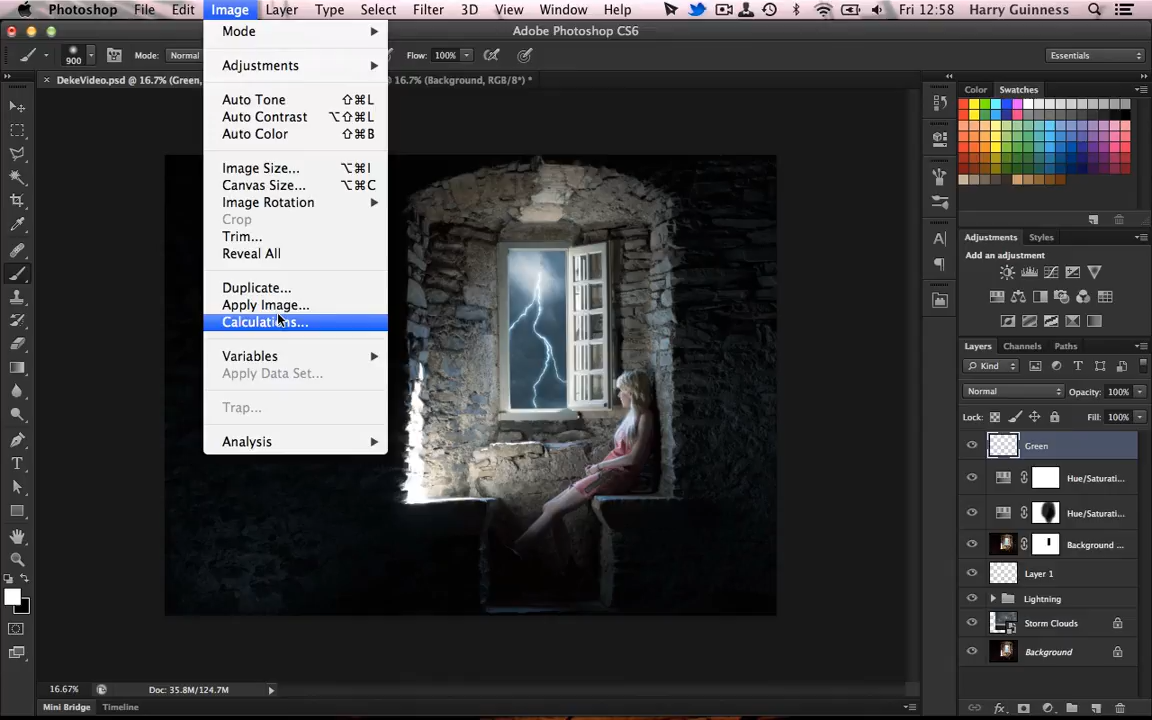 Photoshop File Edit Image Layer Type Select Filter 3D View Window Help Fri 12:58 Harry Guinness
Adobe Photoshop CS6
900 Mode: Normal Flow: 100% Essentials
DekeVideo.psd @ 16.7% (Green, @ 16.7% (Background, RGB/8*) *
Mode
Adjustments
Auto Tone ⇧⌘L
Auto Contrast ⌥⇧⌘L
Auto Color ⇧⌘B
Image Size... ⌥⌘I
Canvas Size... ⌥⌘C
Image Rotation
Crop
Trim...
Reveal All
Duplicate...
Apply Image...
Calculations...
Variables
Apply Data Set...
Trap...
Analysis
Color Swatches
Adjustments Styles
Add an adjustment
Layers Channels Paths
Kind
Normal Opacity: 100%
Lock: Fill: 100%
Green
Hue/Saturati...
Hue/Saturati...
Background ...
Layer 1
Lightning
Storm Clouds
Background
16.67% Doc: 35.8M/124.7M
Mini Bridge Timeline